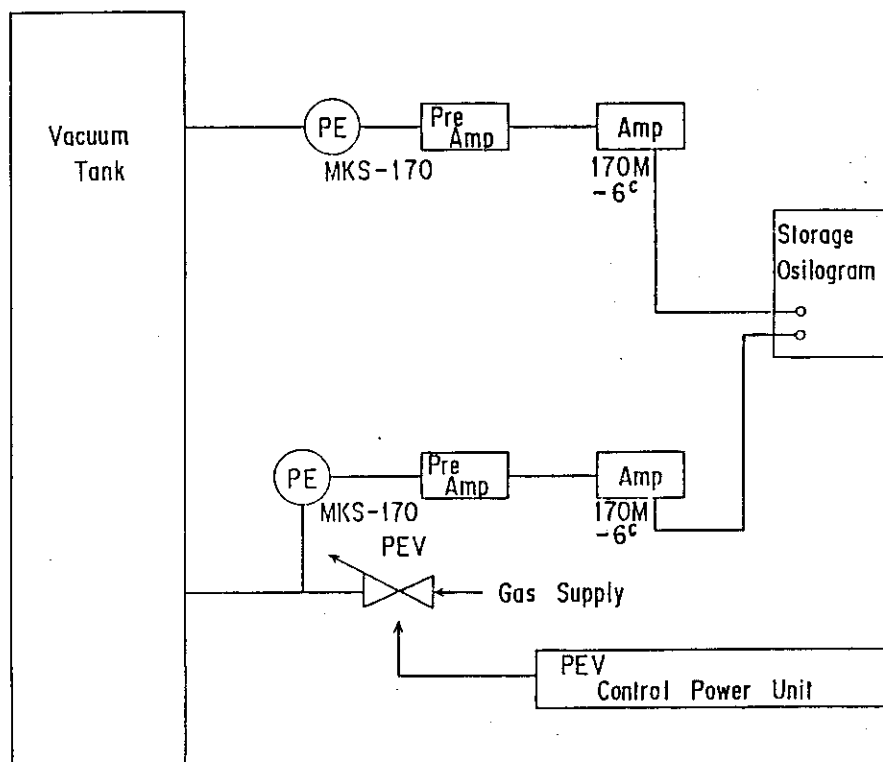 Vacuum
Tank
PE
MKS-170
Pre
Amp
Amp
170M
-6ᶜ
Storage
Osilogram
PE
MKS-170
Pre
Amp
Amp
170M
-6ᶜ
PEV
Gas Supply
PEV
Control Power Unit